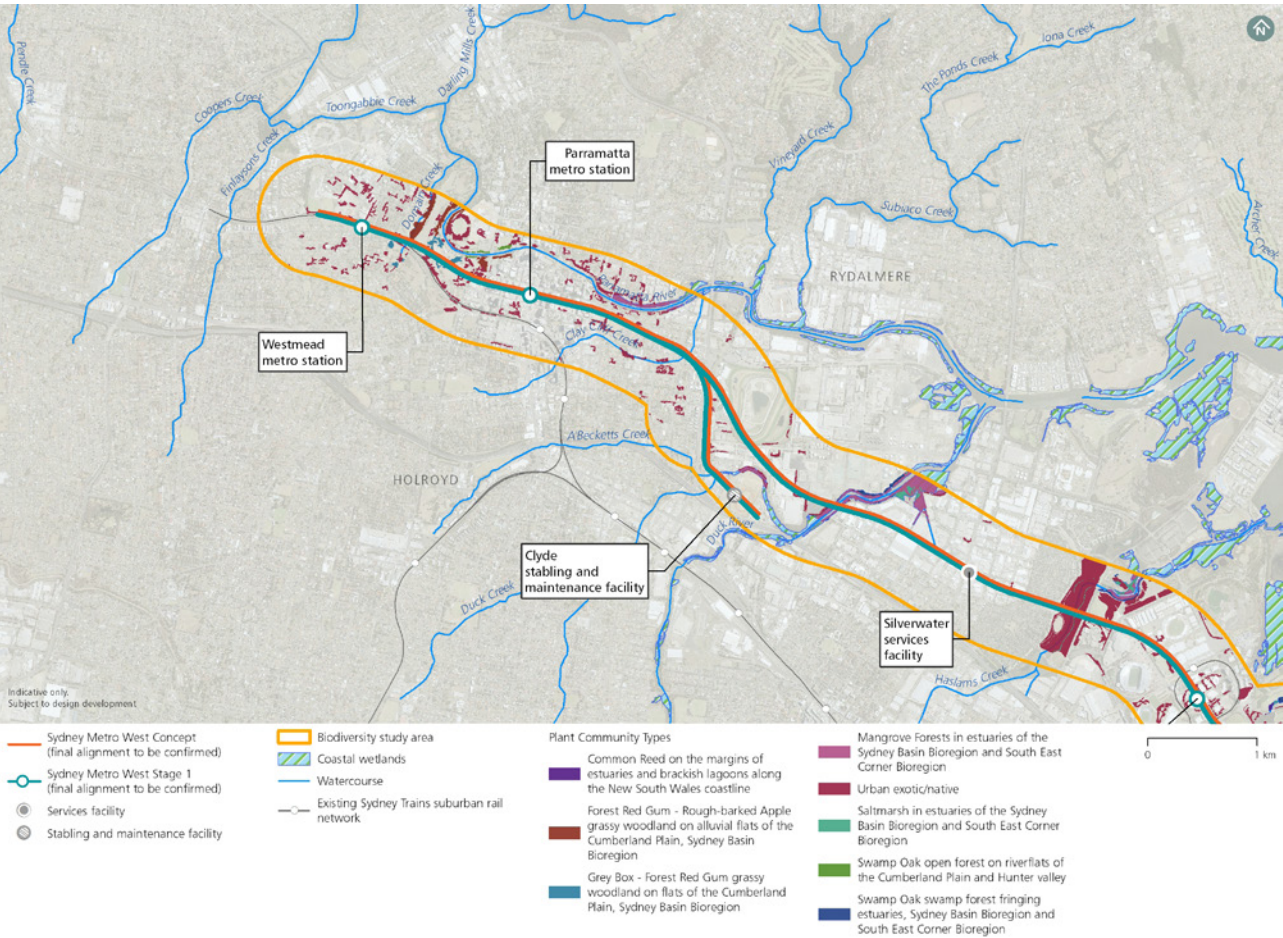 N
Pendle Creek
Coopers Creek
Toongabbie Creek
Darling Mills Creek
Finlaysons Creek
Domain Creek
Iona Creek
The Ponds Creek
Vineyard Creek
Subiaco Creek
Archer Creek
Parramatta
metro station
RYDALMERE
Parramatta River
Westmead
metro station
Clay Cliff Creek
A'Becketts Creek
HOLROYD
Duck River
Clyde
stabling and
maintenance facility
Duck Creek
Silverwater
services
facility
Haslams Creek
Indicative only.
Subject to design development
Sydney Metro West Concept
(final alignment to be confirmed)
Sydney Metro West Stage 1
(final alignment to be confirmed)
Services facility
Stabling and maintenance facility
Biodiversity study area
Coastal wetlands
Watercourse
Existing Sydney Trains suburban rail
network
Plant Community Types
Common Reed on the margins of
estuaries and brackish lagoons along
the New South Wales coastline
Forest Red Gum - Rough-barked Apple
grassy woodland on alluvial flats of the
Cumberland Plain, Sydney Basin
Bioregion
Grey Box - Forest Red Gum grassy
woodland on flats of the Cumberland
Plain, Sydney Basin Bioregion
Mangrove Forests in estuaries of the
Sydney Basin Bioregion and South East
Corner Bioregion
Urban exotic/native
Saltmarsh in estuaries of the Sydney
Basin Bioregion and South East Corner
Bioregion
Swamp Oak open forest on riverflats of
the Cumberland Plain and Hunter valley
Swamp Oak swamp forest fringing
estuaries, Sydney Basin Bioregion and
South East Corner Bioregion
0
1 km